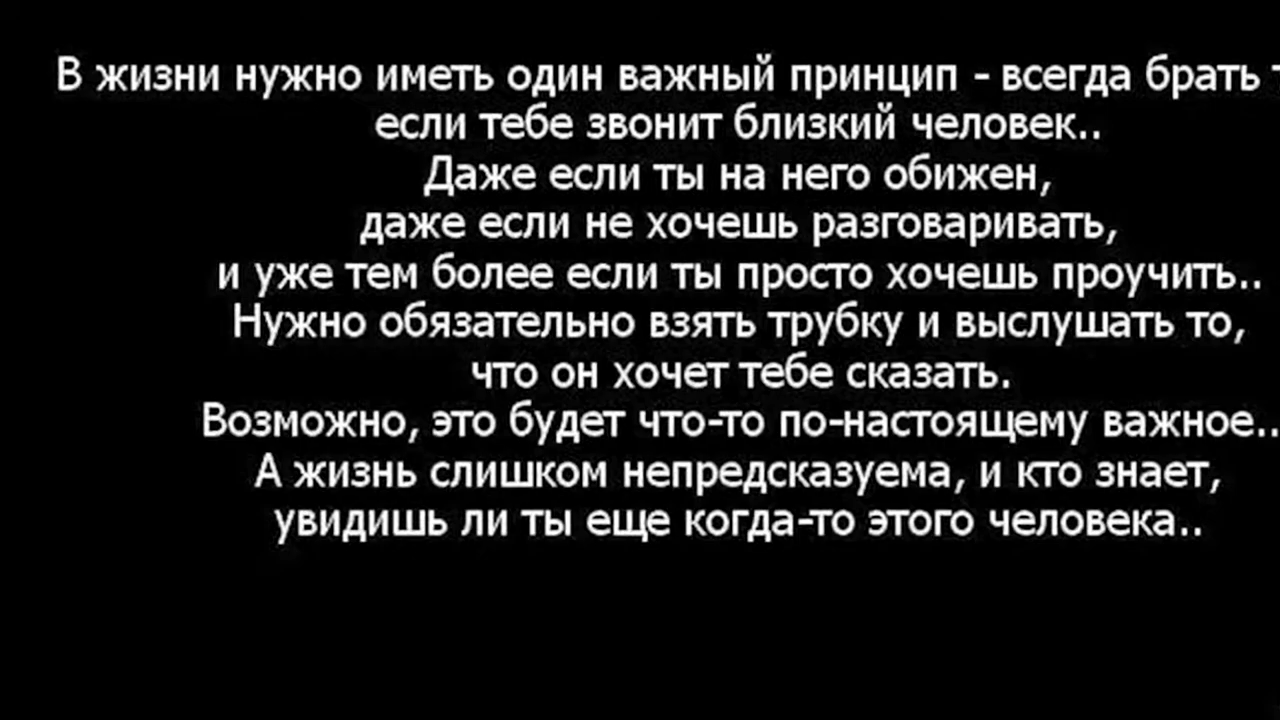 В жизни нужно иметь один важный принцип - всегда брать
если тебе звонит близкий человек..
Даже если ты на него обижен,
даже если не хочешь разговаривать,
и уже тем более если ты просто хочешь проучить..
Нужно обязательно взять трубку и выслушать то,
что он хочет тебе сказать.
Возможно, это будет что-то по-настоящему важное..
А жизнь слишком непредсказуема, и кто знает,
увидишь ли ты еще когда-то этого человека..